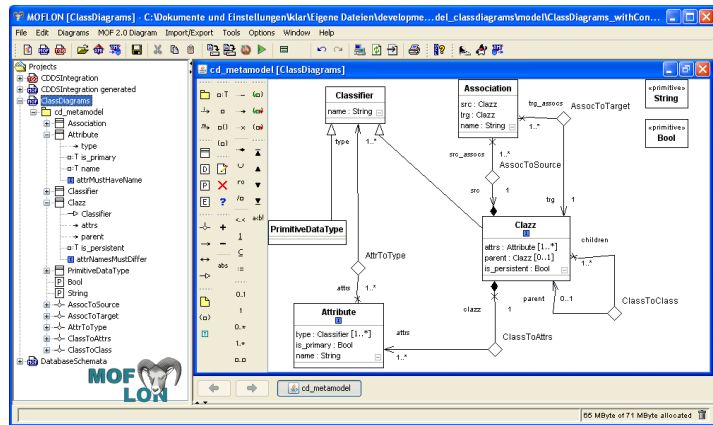 MOFLON [ClassDiagrams] - C:\Dokumente und Einstellungen\klar\Eigene Dateien\developme...del_classdiagrams\model\ClassDiagrams_withCon...
File Edit Diagrams MOF 2.0 Diagram Import/Export Tools Options Window Help
Projects
CDDSIntegration
CDDSIntegration generated
ClassDiagrams
cd_metamodel
Association
Attribute
type
is_primary
name
attrMustHaveName
Classifier
Clazz
Classifier
attrs
parent
is_persistent
attrNamesMustDiffer
PrimitiveDataType
Bool
String
AssocToSource
AssocToTarget
AttrToType
ClassToAttrs
ClassToClass
DatabaseSchemata
MOF
LON
cd_metamodel [ClassDiagrams]
Classifier
name : String
type
1..*
Association
src : Clazz
trg : Clazz
name : String
trg_assocs
1..*
AssocToTarget
«primitive»
String
«primitive»
Bool
src_assocs
1..*
AssocToSource
src
1
trg
1
PrimitiveDataType
AttrToType
attts
1..*
Clazz
attrs : Attribute [1..*]
parent : Clazz [0..1]
is_persistent : Bool
children
1..*
parent
0..1
ClassToClass
Attribute
type : Classifier [1..*]
is_primary : Bool
name : String
clazz
1
ClassToAttrs
attrs
1..*
cd_metamodel
65 MByte of 71 MByte allocated